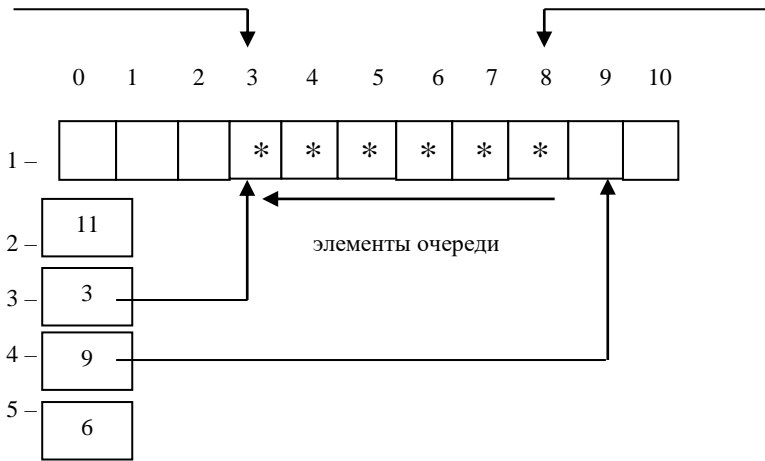 0 1 2 3 4 5 6 7 8 9 10
1 – * * * * * *
2 – 11
элементы очереди
3 – 3
4 – 9
5 – 6